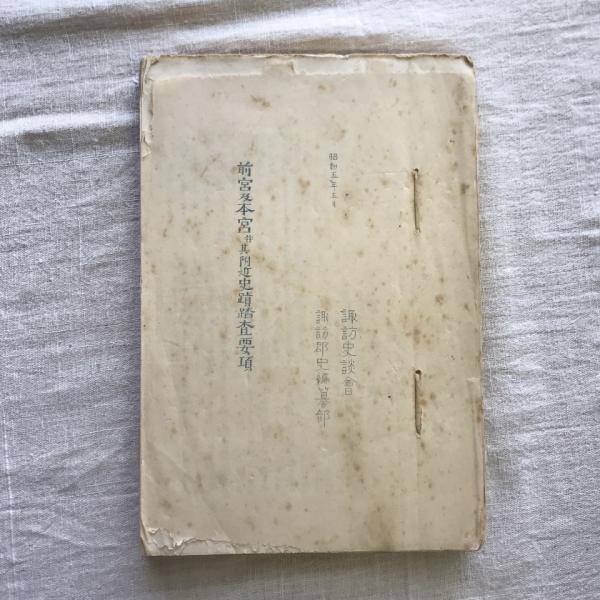 昭和五年五月
諏訪史談會
諏訪郡史編纂部
前宮及本宮并其附近史蹟踏査要項